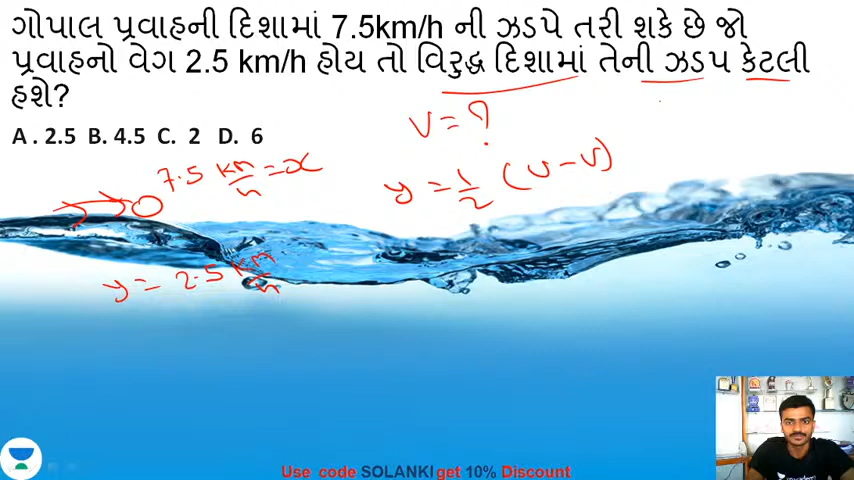 ગોપાલ પ્રવાહની દિશામાં 7.5km/h ની ઝડપે તરી શકે છે જો
પ્રવાહનો વેગ 2.5 km/h હોય તો વિરુદ્ધ દિશામાં તેની ઝડપ કેટલી
હશે?
A . 2.5 B. 4.5 C. 2 D. 6
V = ?
7.5 km/h = x
y = 1/2 (u - v)
y = 2.5 km/h
Use code SOLANKI get 10% Discount